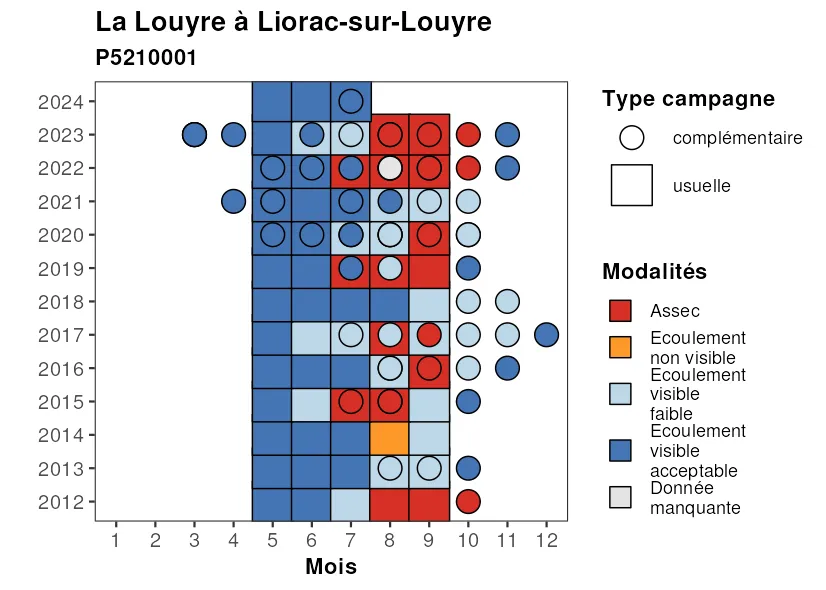 La Louyre à Liorac-sur-Louyre
P5210001
2024
2023
2022
2021
2020
2019
2018
2017
2016
2015
2014
2013
2012
1 2 3 4 5 6 7 8 9 10 11 12
Mois
Type campagne
complémentaire
usuelle
Modalités
Assec
Ecoulement
non visible
Ecoulement
visible
faible
Ecoulement
visible
acceptable
Donnée
manquante